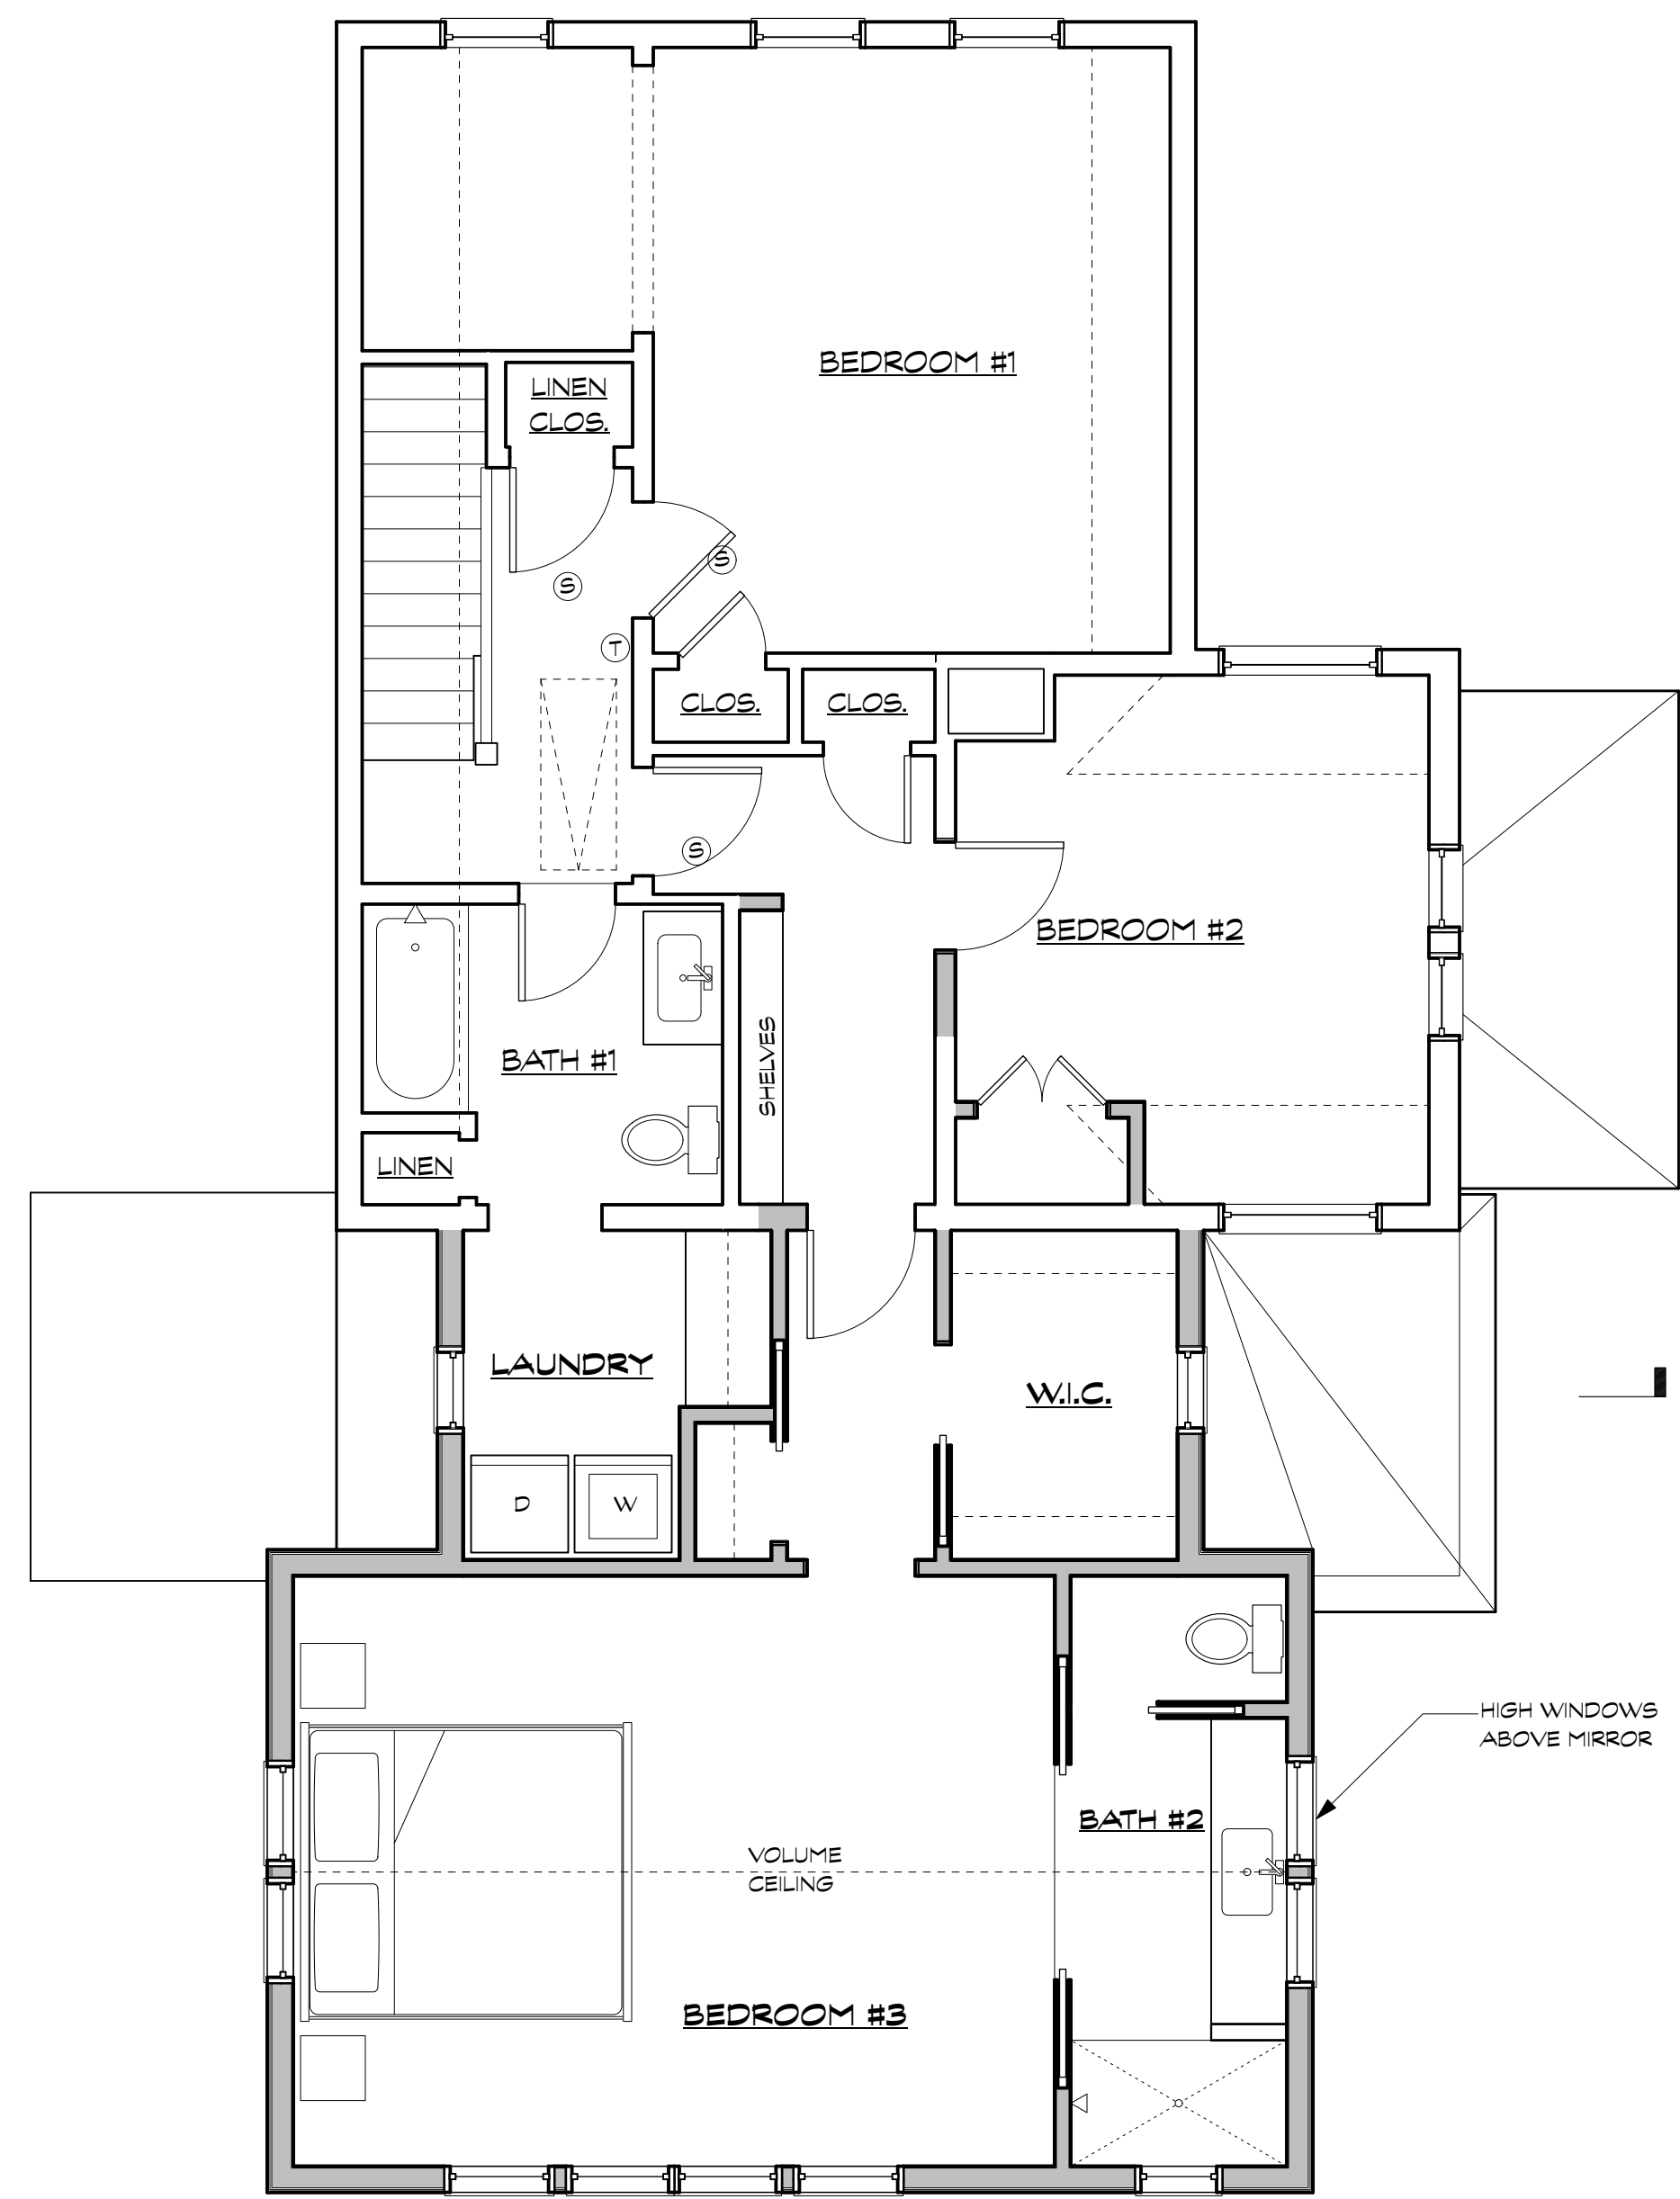 BEDROOM #1
LINEN
CLOS.
S
S
T
CLOS.
CLOS.
S
BEDROOM #2
SHELVES
BATH #1
LINEN
LAUNDRY
W.I.C.
D
W
HIGH WINDOWS
ABOVE MIRROR
BATH #2
VOLUME
CEILING
BEDROOM #3